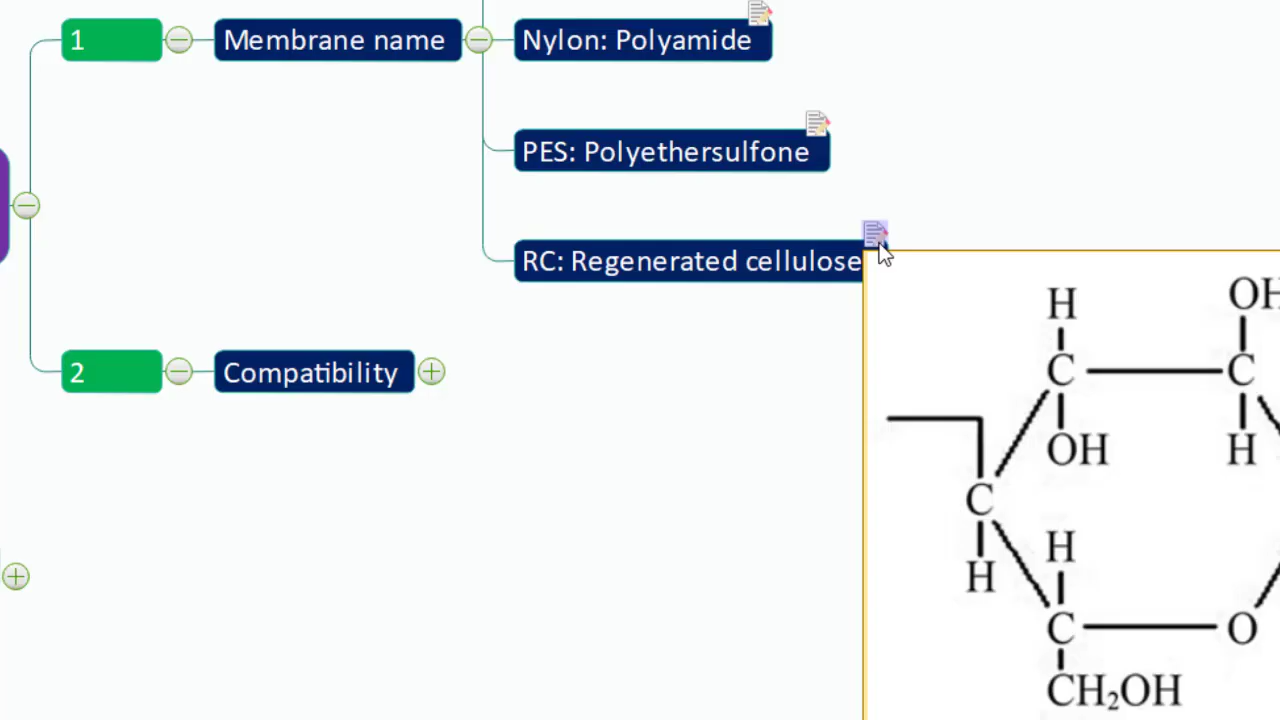 1
Membrane name
Nylon: Polyamide
PES: Polyethersulfone
RC: Regenerated cellulose
2
Compatibility
H
OH
C
C
OH
H
C
H
H
C
O
CH₂OH